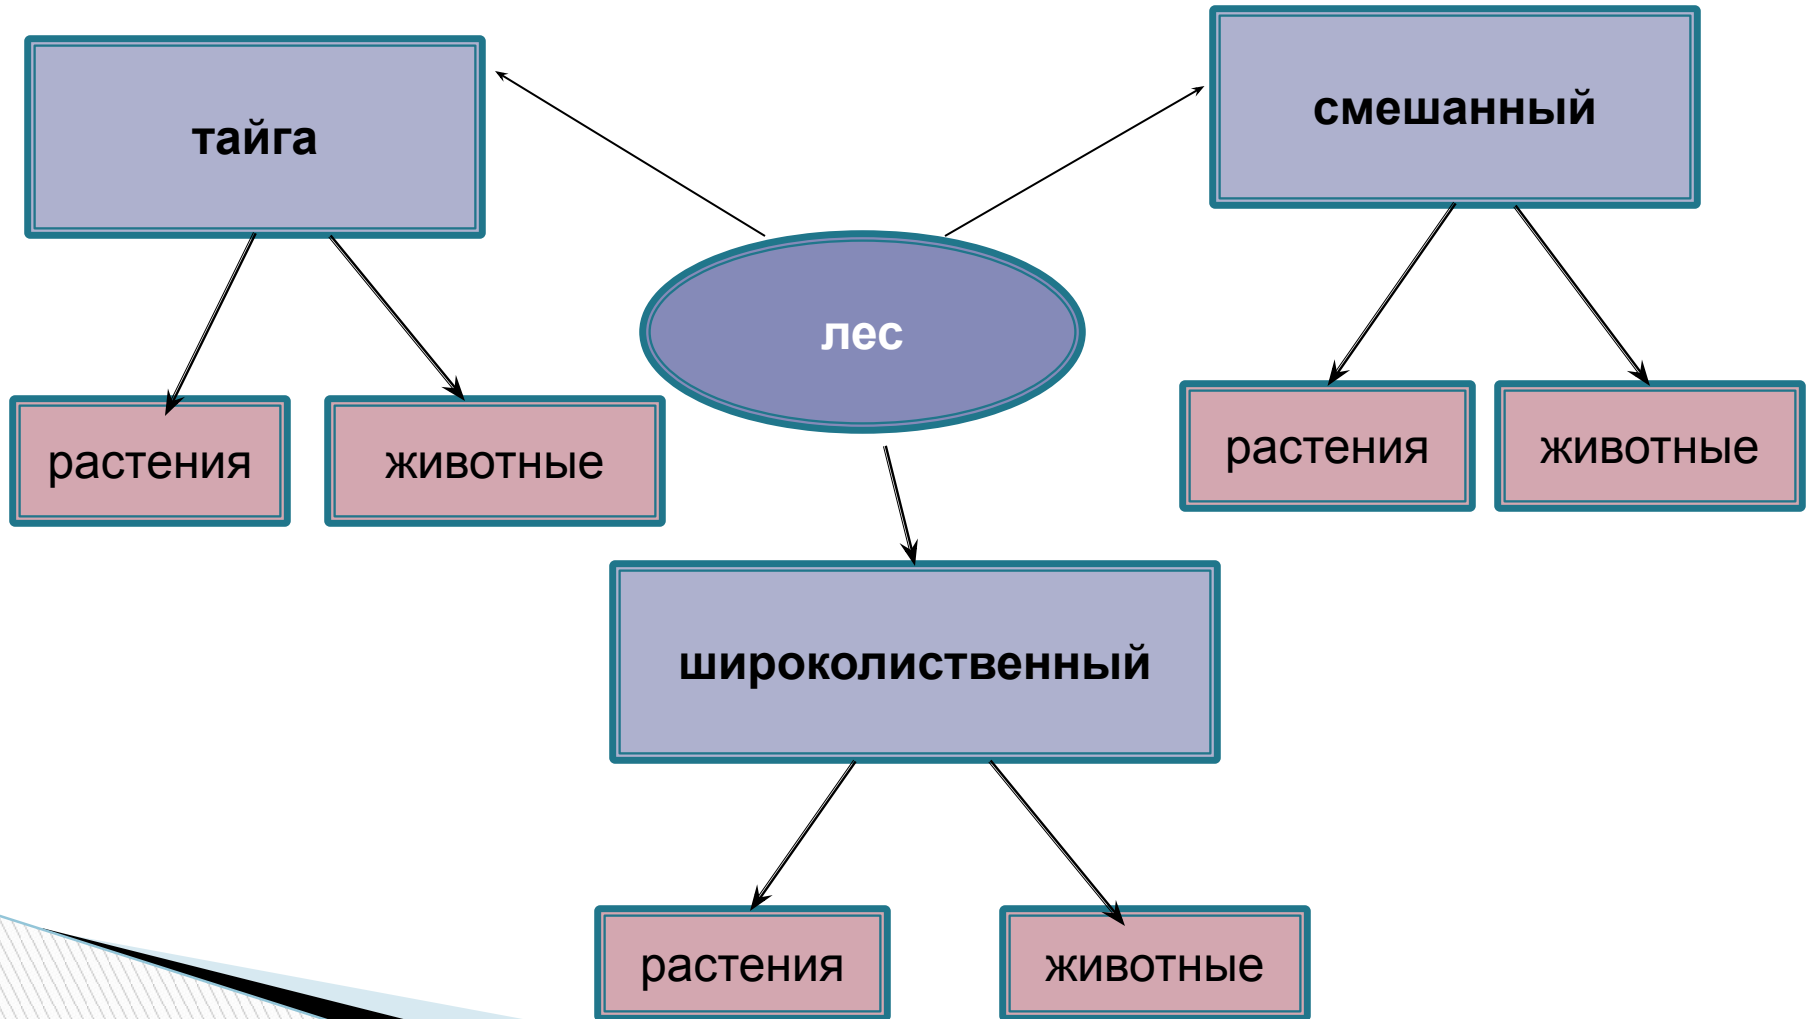 тайга
смешанный
лес
растения
животные
растения
животные
широколиственный
растения
животные